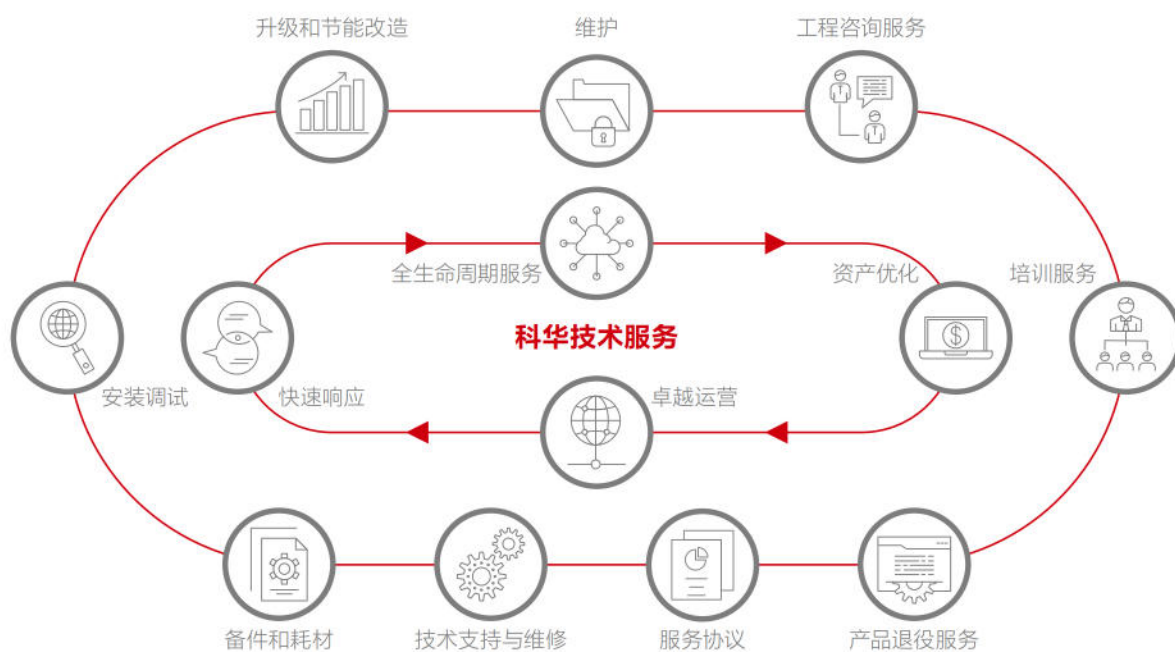 升级和节能改造
维护
工程咨询服务
全生命周期服务
资产优化
培训服务
科华技术服务
安装调试
快速响应
卓越运营
备件和耗材
技术支持与维修
服务协议
产品退役服务